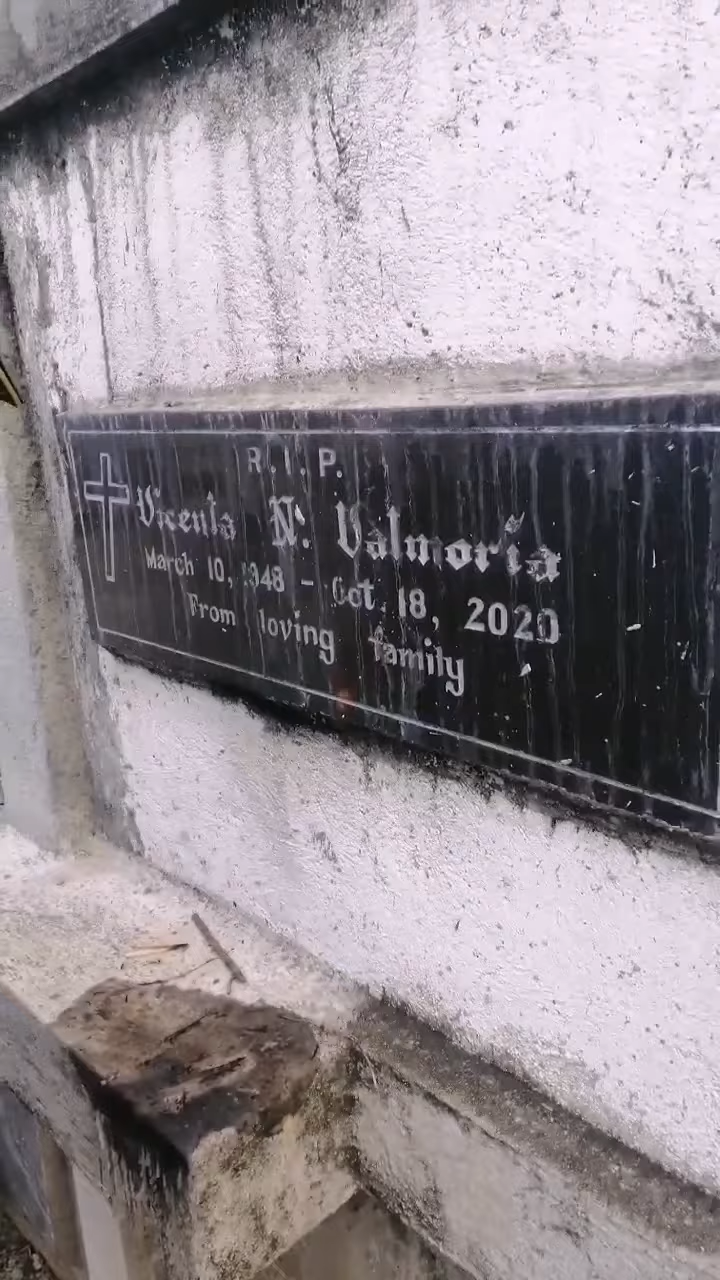 R.I.P.
Vicenta N. Valmoria
March 10, 1948 - Oct. 18, 2020
From loving family